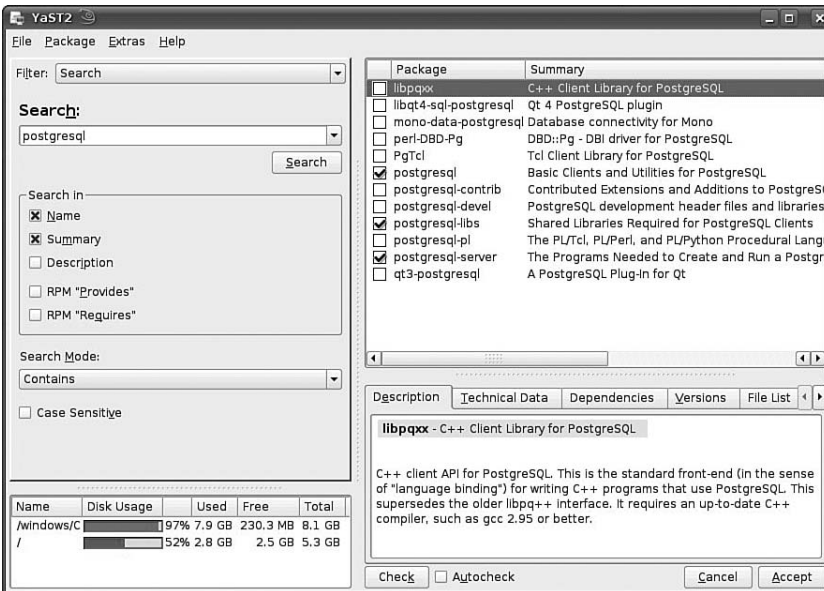 YaST2
File Package Extras Help
Filter: Search
Search:
postgresql
Search
Search in
Name
Summary
Description
RPM "Provides"
RPM "Requires"
Search Mode:
Contains
Case Sensitive
Name Disk Usage Used Free Total
/windows/C 97% 7.9 GB 230.3 MB 8.1 GB
/ 52% 2.8 GB 2.5 GB 5.3 GB
Package Summary
libpqxx C++ Client Library for PostgreSQL
libqt4-sql-postgresql Qt 4 PostgreSQL plugin
mono-data-postgresql Database connectivity for Mono
perl-DBD-Pg DBD::Pg - DBI driver for PostgreSQL
PgTcl Tcl Client Library for PostgreSQL
postgresql Basic Clients and Utilities for PostgreSQL
postgresql-contrib Contributed Extensions and Additions to PostgreS
postgresql-devel PostgreSQL development header files and libraries
postgresql-libs Shared Libraries Required for PostgreSQL Clients
postgresql-pl The PL/Tcl, PL/Perl, and PL/Python Procedural Lang
postgresql-server The Programs Needed to Create and Run a Postgr
qt3-postgresql A PostgreSQL Plug-In for Qt
Description Technical Data Dependencies Versions File List
libpqxx - C++ Client Library for PostgreSQL
C++ client API for PostgreSQL. This is the standard front-end (in the sense
of "language binding") for writing C++ programs that use PostgreSQL. This
supersedes the older libpq++ interface. It requires an up-to-date C++
compiler, such as gcc 2.95 or better.
Check Autocheck Cancel Accept